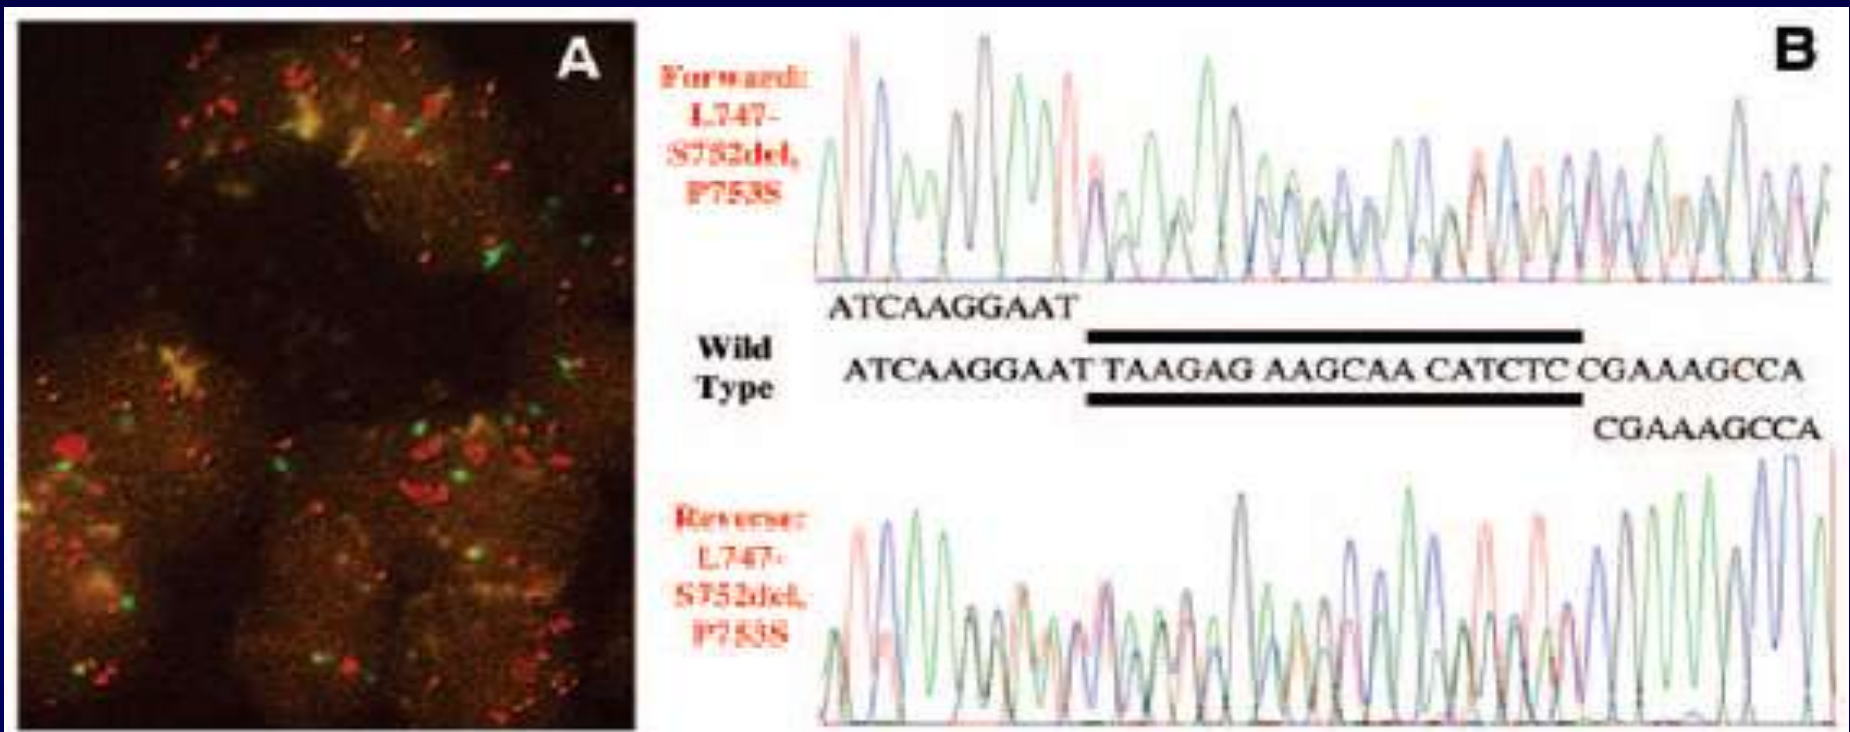 A
B
Forward:
L747-
S752del,
P753S
ATCAAGGAAT
Wild
Type
ATCAAGGAAT TAAGAG AAGCAA CATCTC CGAAAGCCA
CGAAAGCCA
Reverse:
L747-
S752del,
P753S